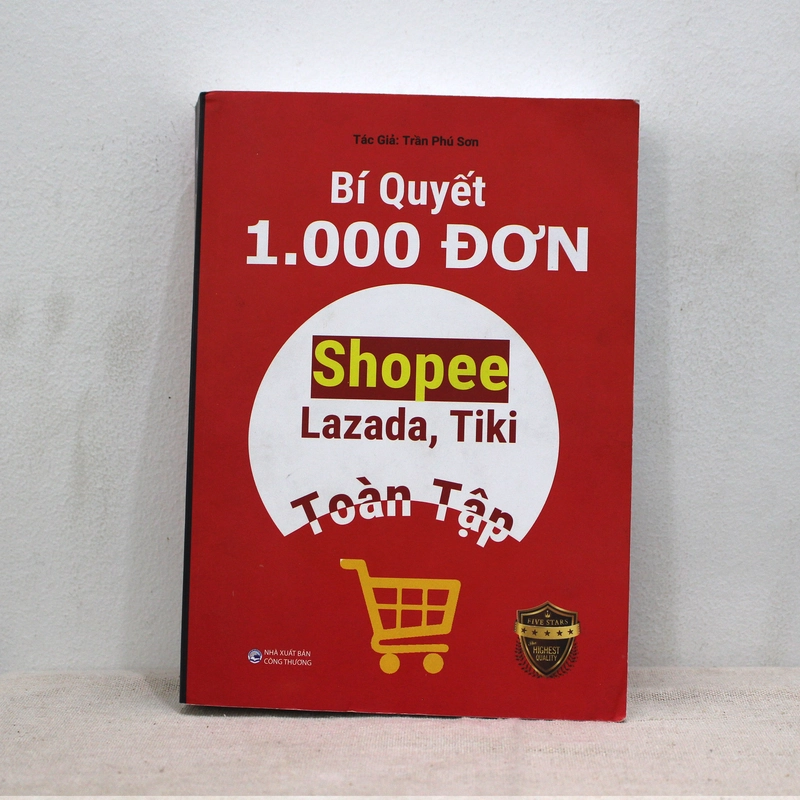 Tác Giả: Trần Phú Sơn
Bí Quyết
1.000 ĐƠN
Shopee
Lazada, Tiki
Toàn Tập
NHÀ XUẤT BẢN
CÔNG THƯƠNG
FIVE STARS
The
HIGHEST
QUALITY